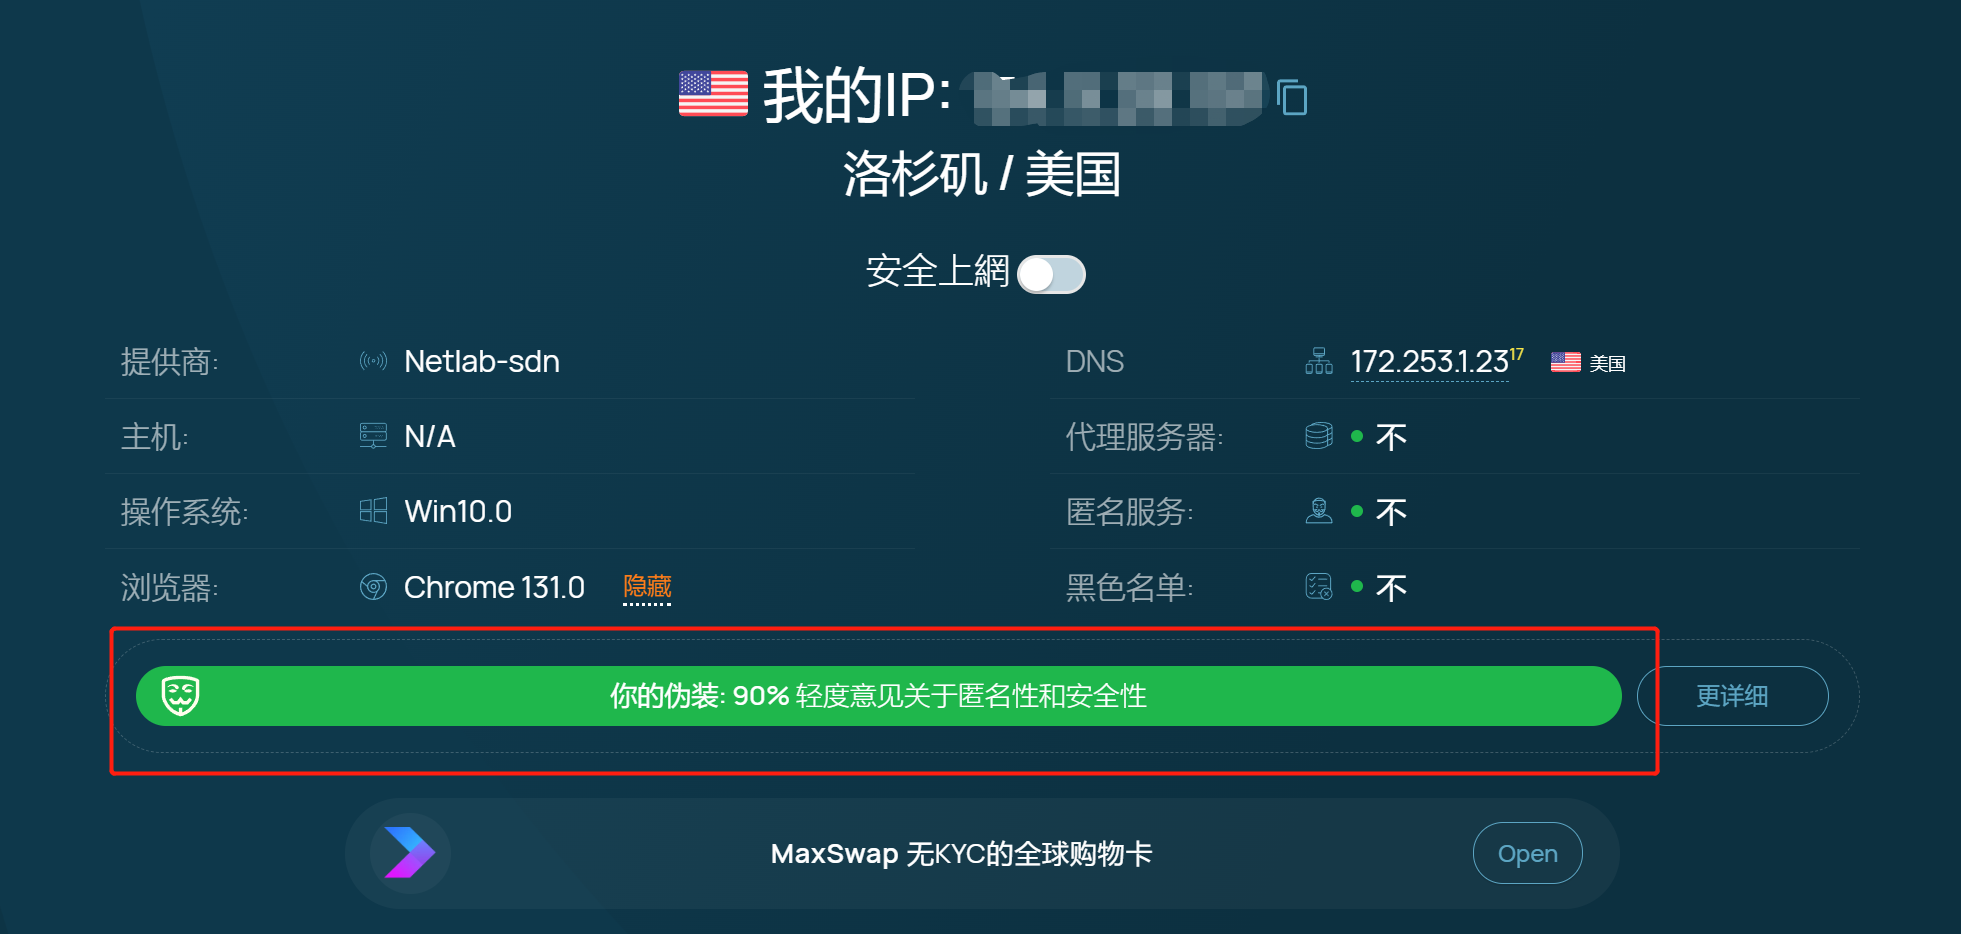 我的IP:
洛杉矶 / 美国
安全上網
提供商: Netlab-sdn
DNS 172.253.1.23 17 美国
主机: N/A
代理服务器: 不
操作系统: Win10.0
匿名服务: 不
浏览器: Chrome 131.0 隐藏
黑色名单: 不
你的伪装: 90% 轻度意见关于匿名性和安全性
更详细
MaxSwap 无KYC的全球购物卡
Open